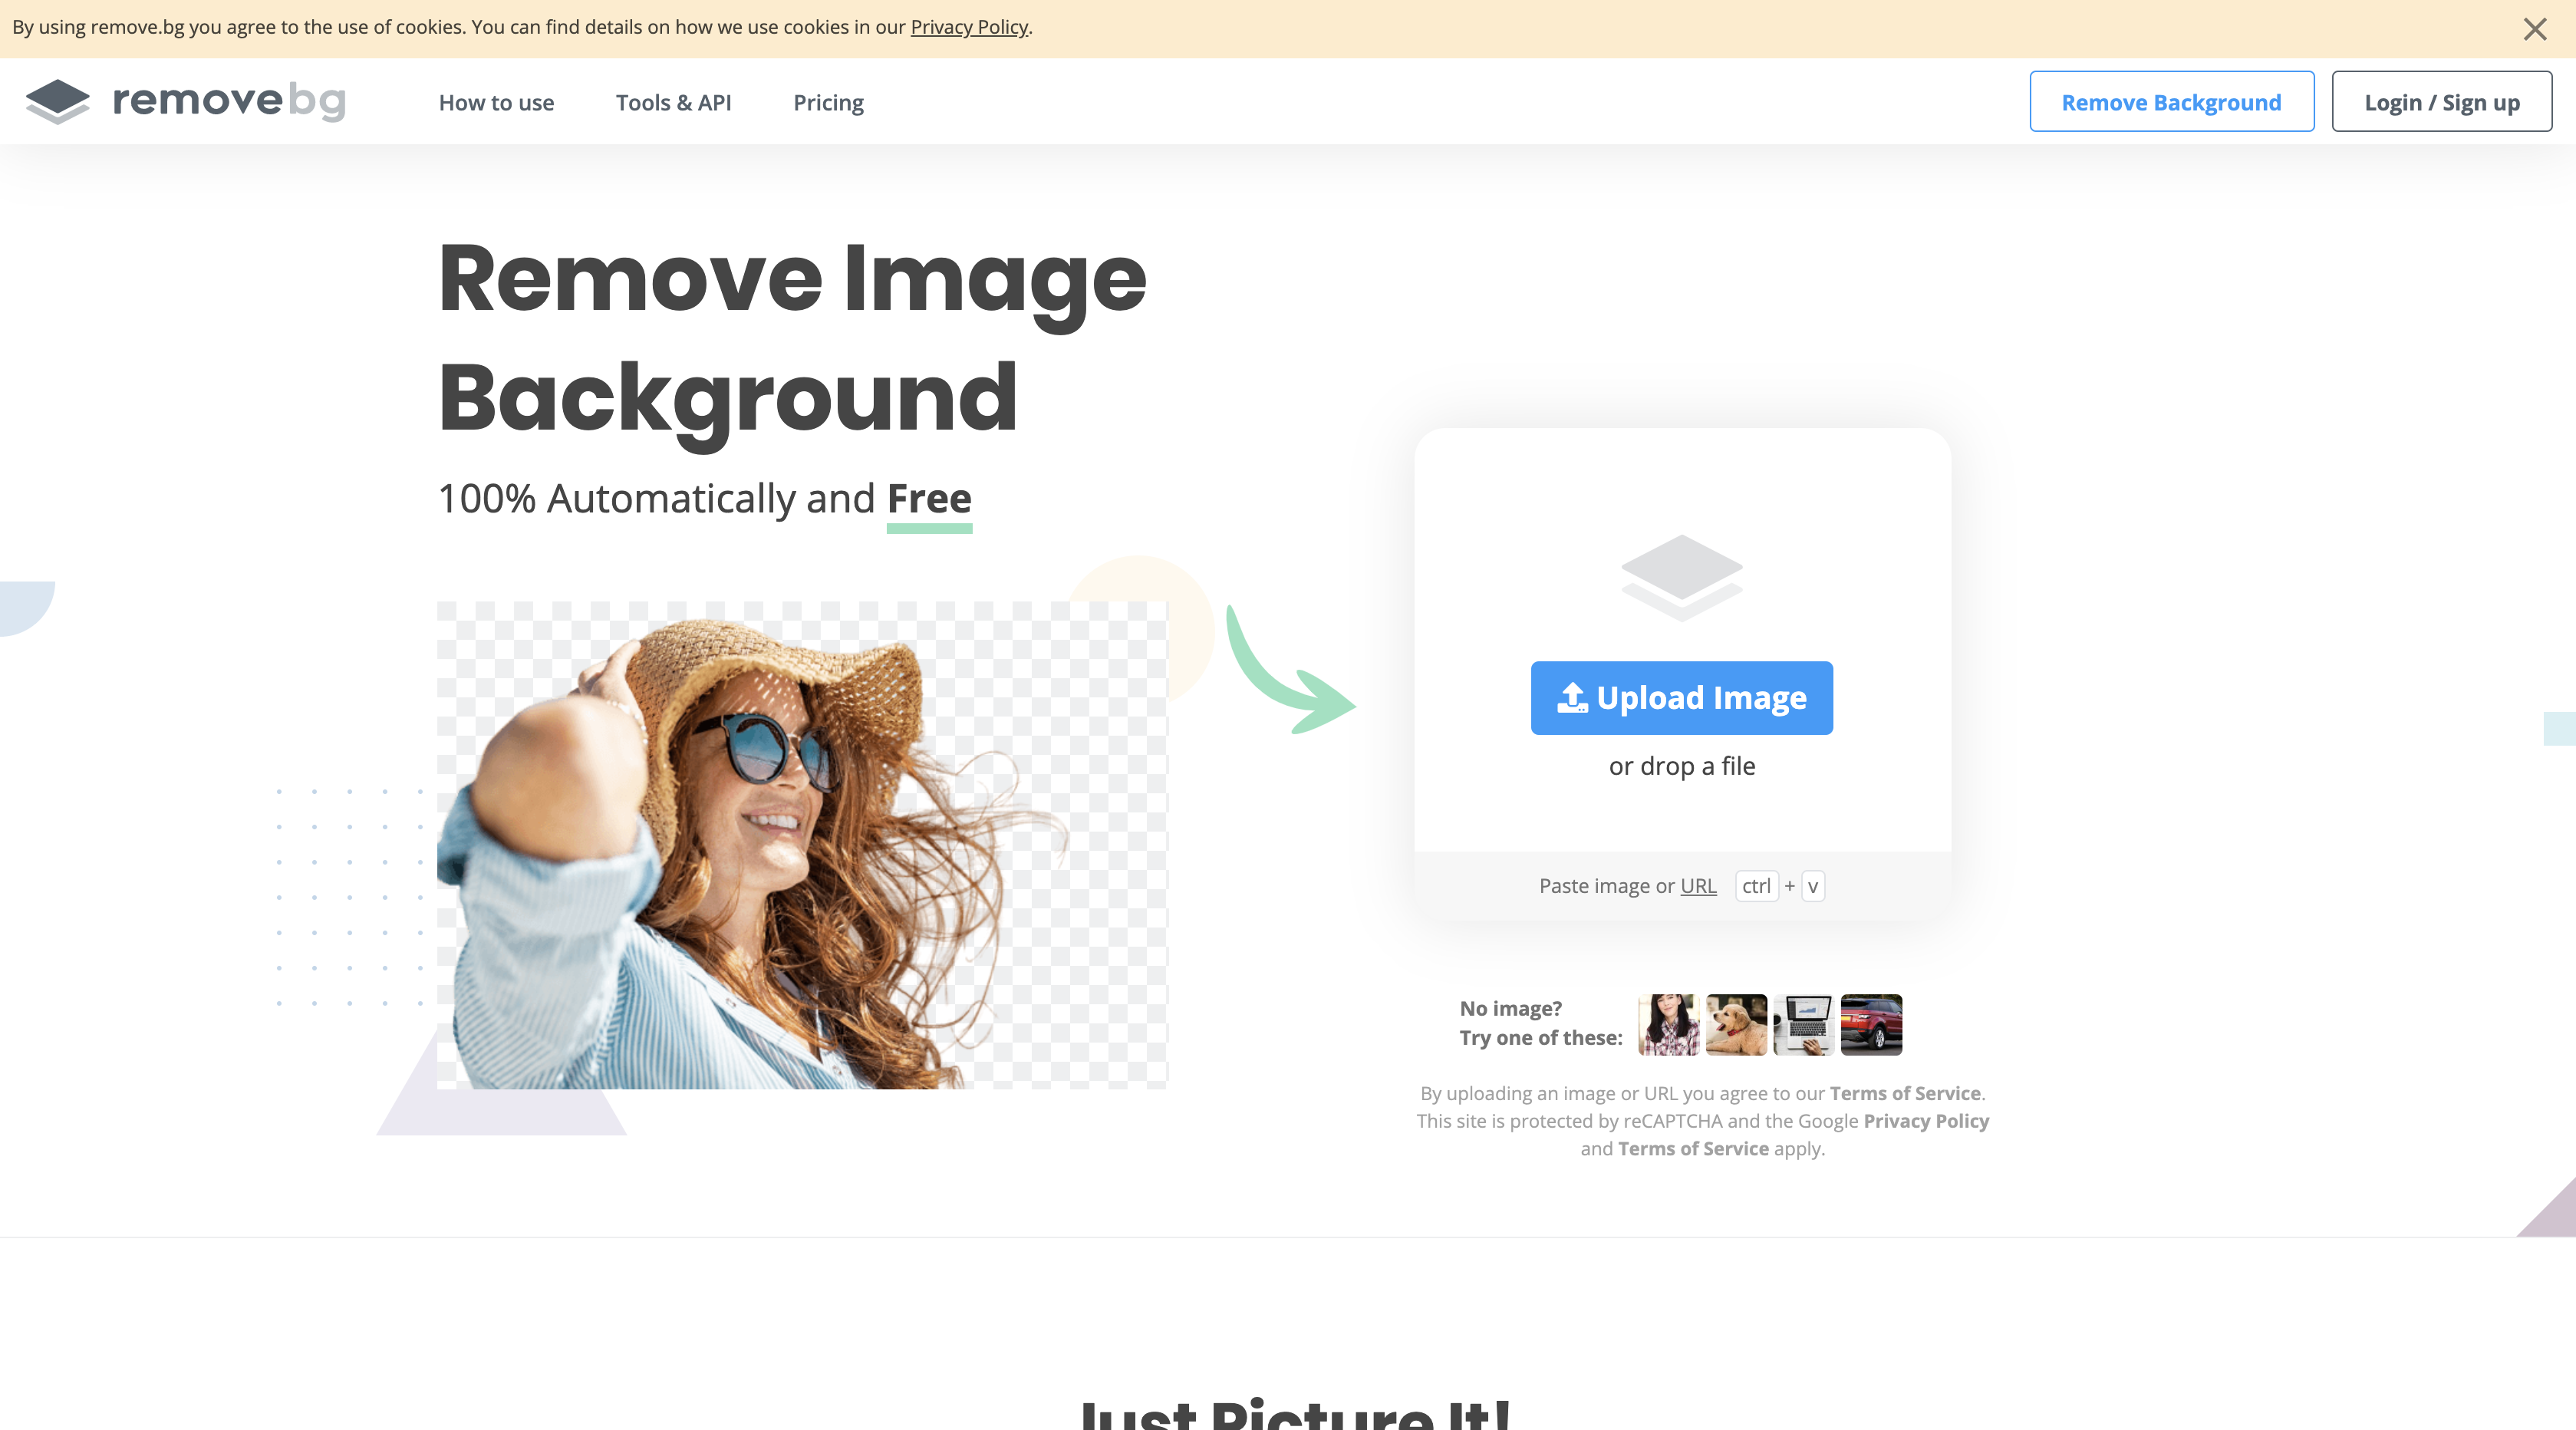 By using remove.bg you agree to the use of cookies. You can find details on how we use cookies in our Privacy Policy.
removebg
How to use
Tools & API
Pricing
Remove Background
Login / Sign up
Remove Image
Background
100% Automatically and Free
Upload Image
or drop a file
Paste image or URL ctrl + v
No image?
Try one of these:
By uploading an image or URL you agree to our Terms of Service.
This site is protected by reCAPTCHA and the Google Privacy Policy
and Terms of Service apply.
Just Picture It!